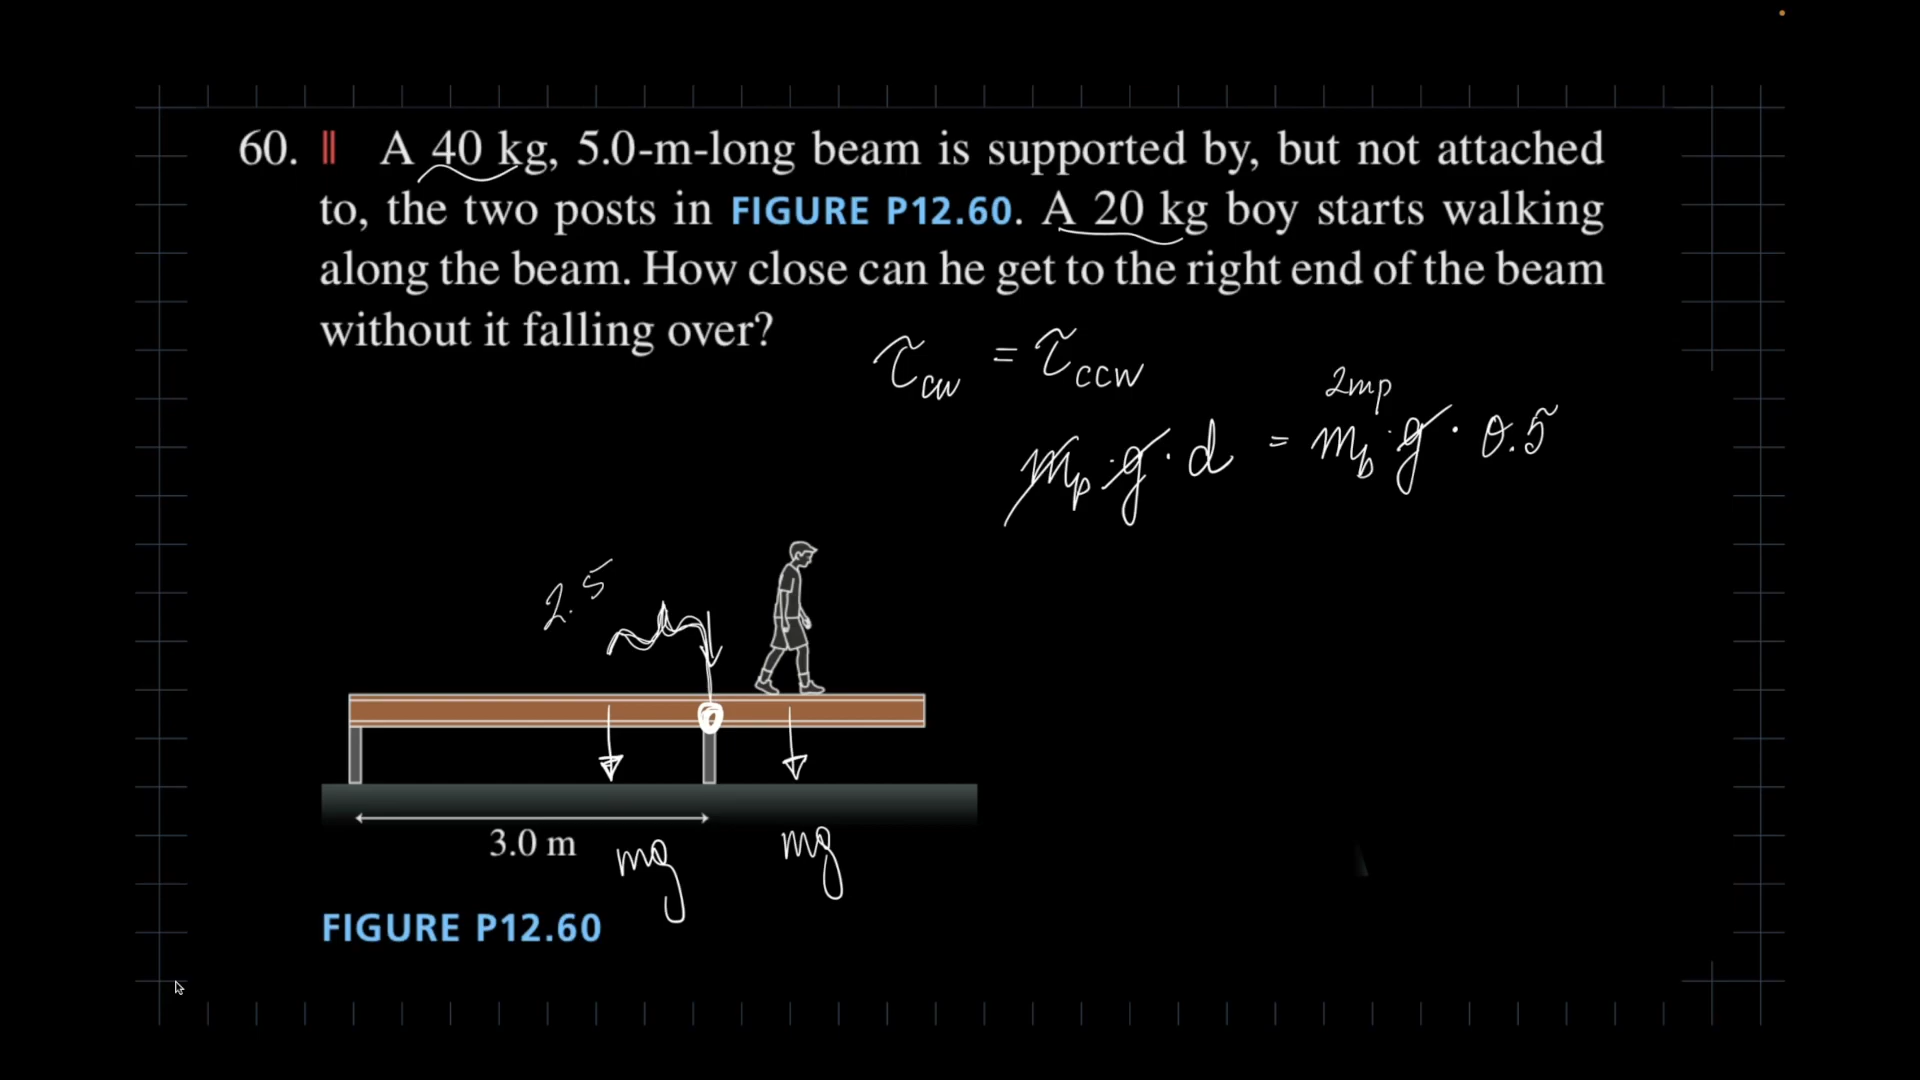 60. || A 40 kg, 5.0-m-long beam is supported by, but not attached
to, the two posts in FIGURE P12.60. A 20 kg boy starts walking
along the beam. How close can he get to the right end of the beam
without it falling over?
τcw = τccw
2mp
mp · g · d = mb · g · 0.5
2.5
3.0 m
mg
mg
FIGURE P12.60